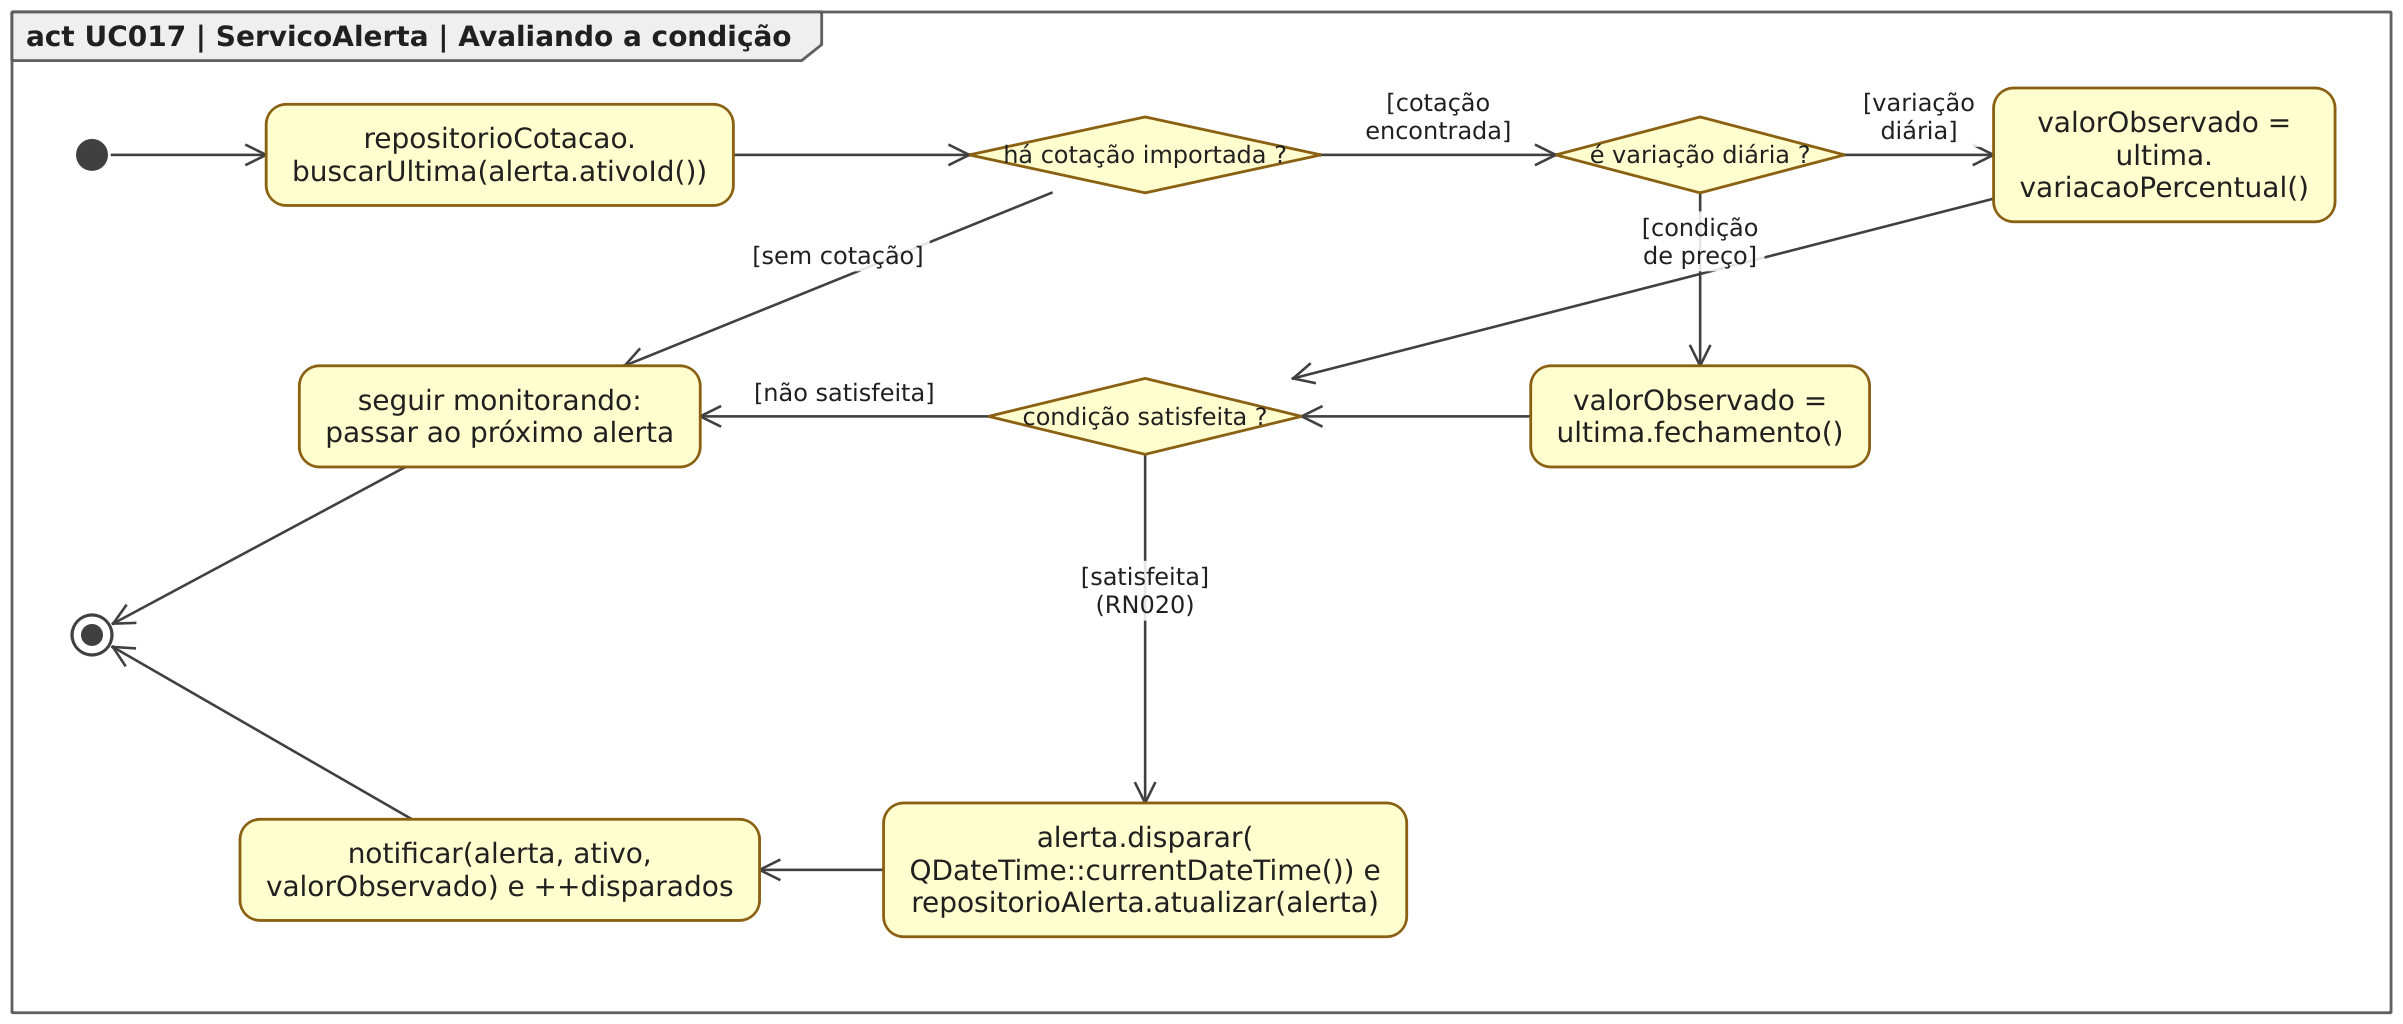 act UC017 | ServicoAlerta | Avaliando a condição
repositorioCotacao.
buscarUltima(alerta.ativoId())
há cotação importada ?
[cotação
encontrada]
é variação diária ?
[variação
diária]
valorObservado =
ultima.
variacaoPercentual()
[sem cotação]
[condição
de preço]
seguir monitorando:
passar ao próximo alerta
[não satisfeita]
condição satisfeita ?
valorObservado =
ultima.fechamento()
[satisfeita]
(RN020)
notificar(alerta, ativo,
valorObservado) e ++disparados
alerta.disparar(
QDateTime::currentDateTime()) e
repositorioAlerta.atualizar(alerta)